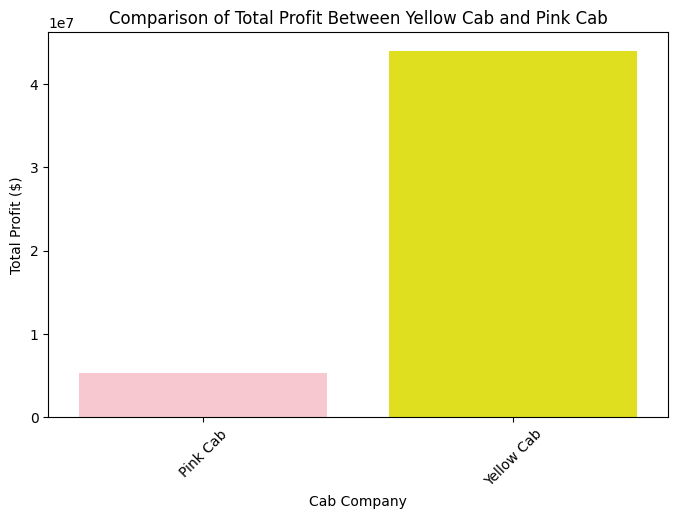 Comparison of Total Profit Between Yellow Cab and Pink Cab
1e7
4
3
2
1
0
Total Profit ($)
Pink Cab
Yellow Cab
Cab Company